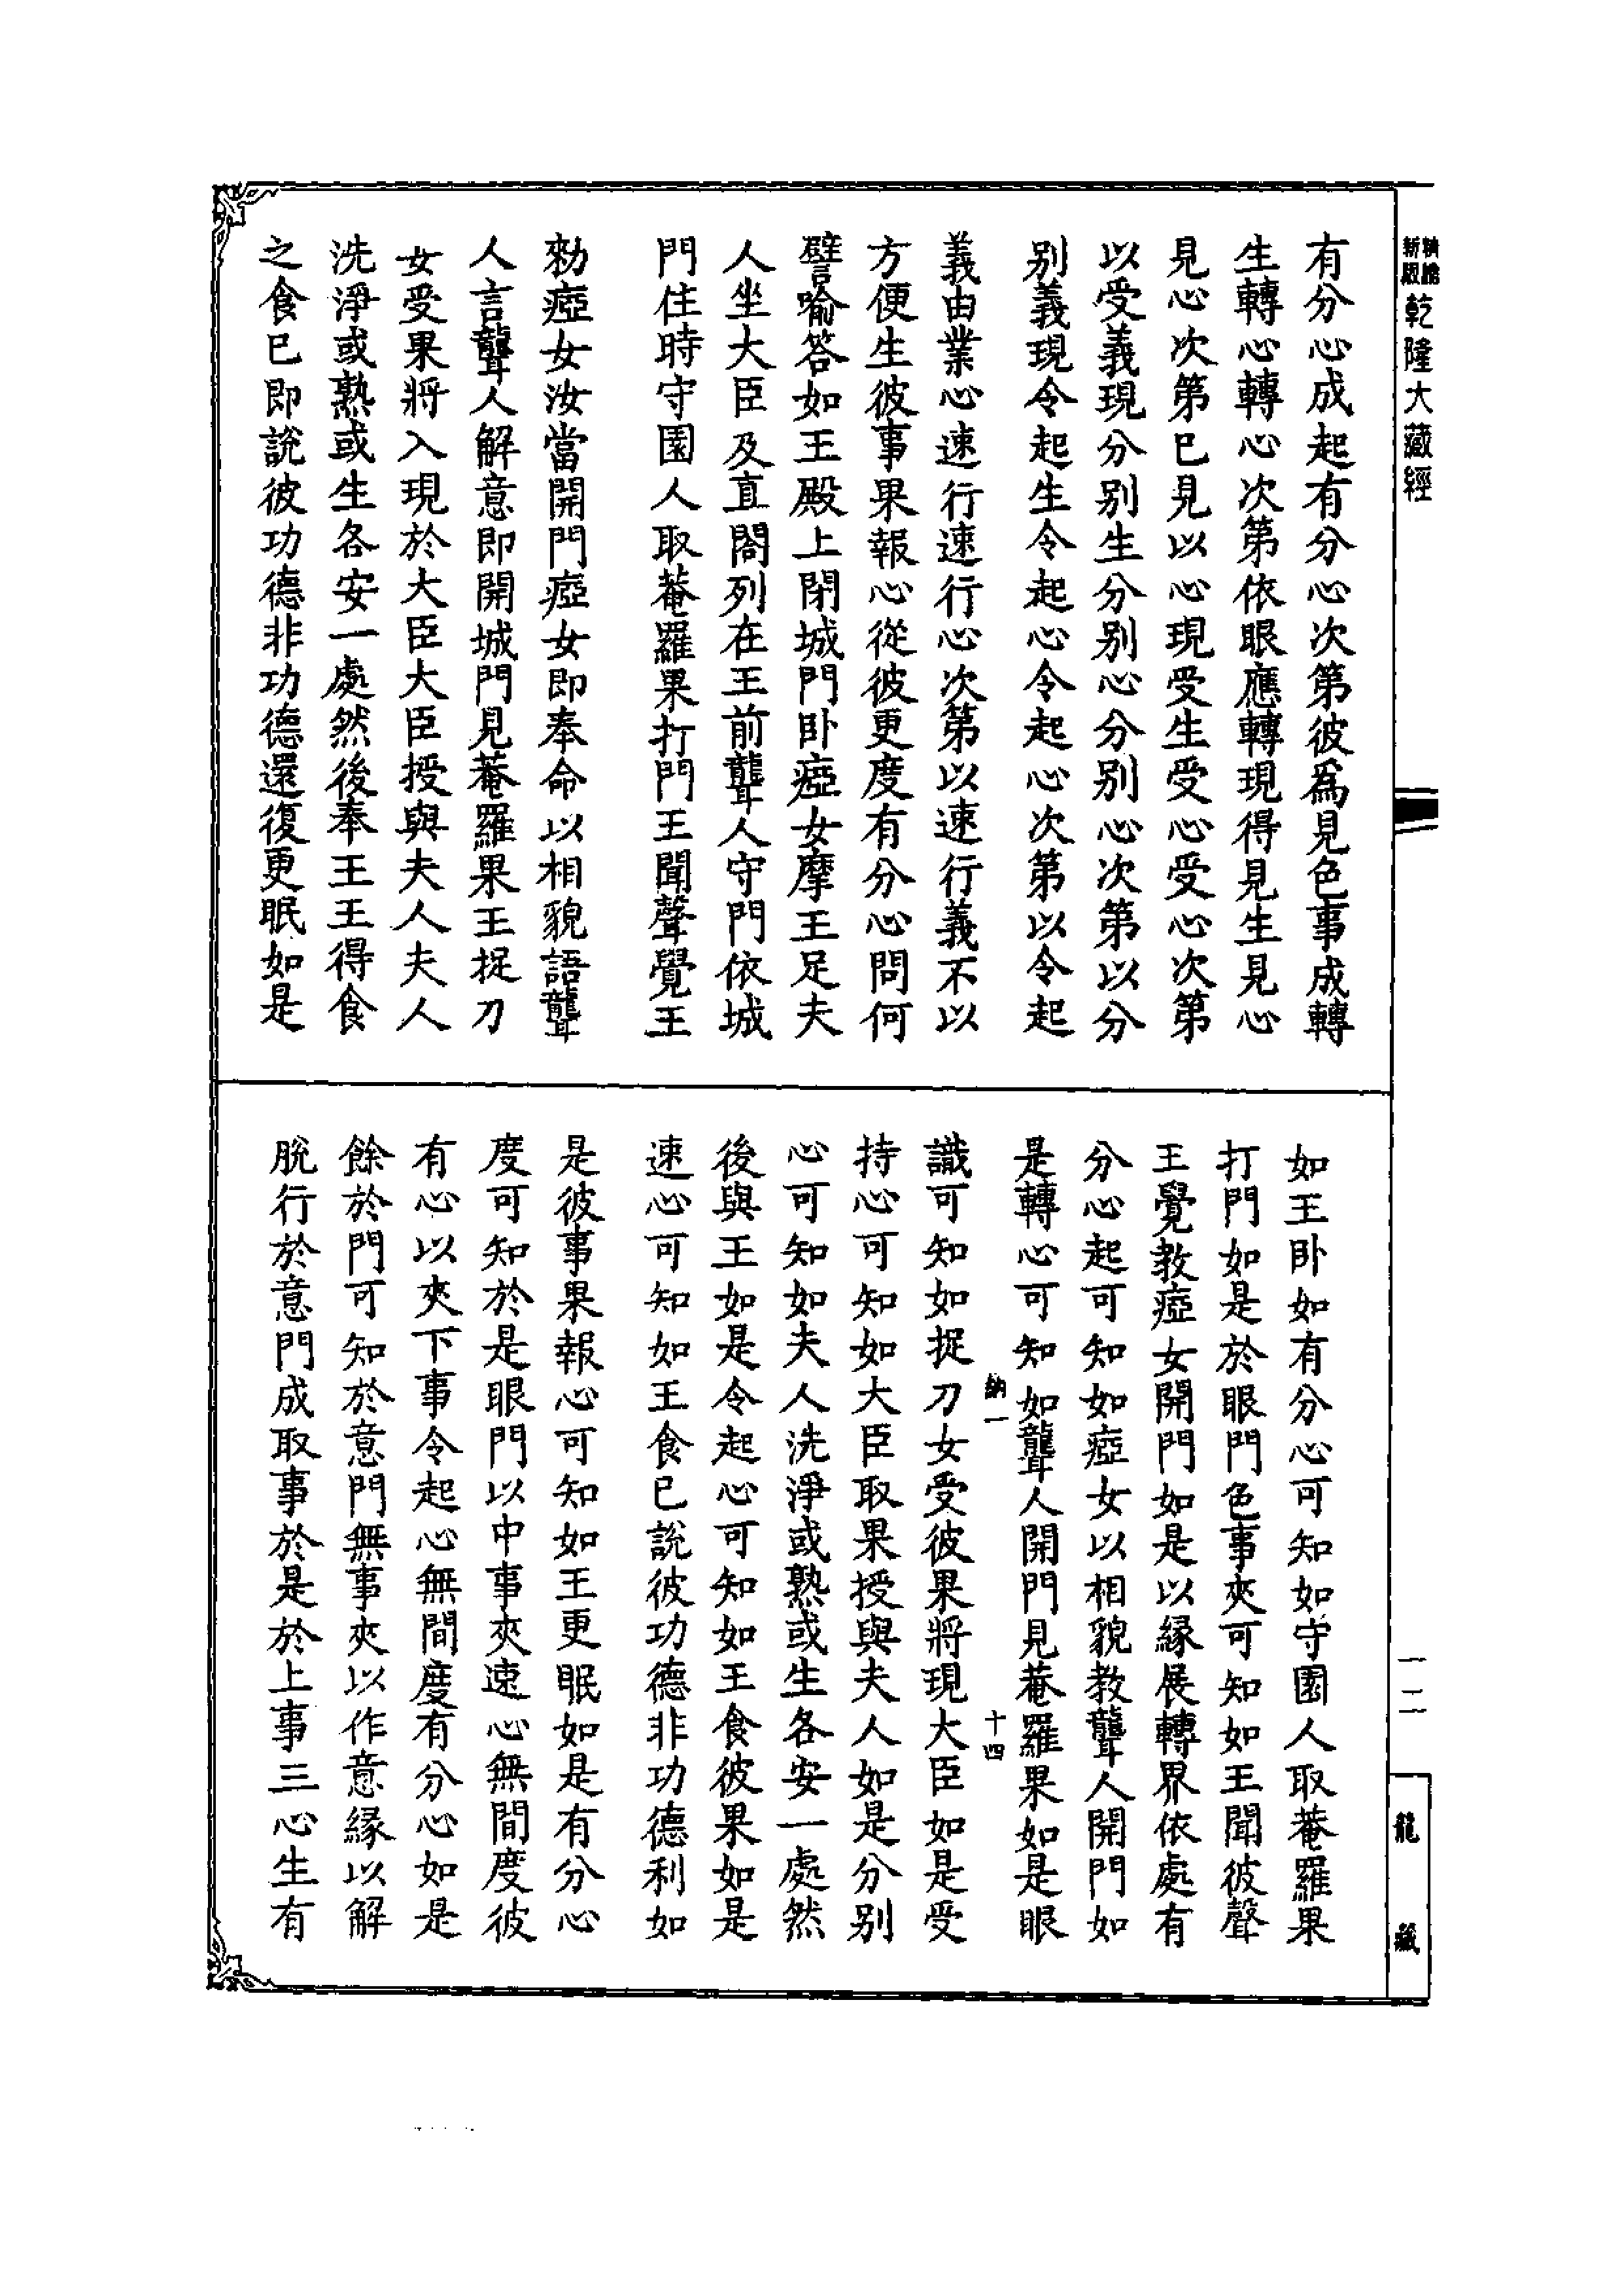 乾隆大藏經
有分心成起有分心次第彼爲見色事成轉
生轉心轉心次第依眼應轉現得見生見心
見心次第已見以心現受生受心受心次第
以受義現分别生分别心分别心次第以分
别義現令起生令起心令起心次第以令起
義由業心速行速行心次第以速行義不以
方便生彼事果報心從彼更度有分心問何
譬喻答如王殿上閉城門卧瘂女摩王足夫
人坐大臣及直閤列在王前聾人守門依城
門住時守園人取菴羅果打門王聞聲覺王
勑瘂女汝當開門瘂女即奉命以相貌語聾
人言聾人解意即開城門見菴羅果王捉刀
女受果將入現於大臣大臣授與夫人夫人
洗淨或熟或生各安一處然後奉王王得食
之食已即說彼功德非功德還復更眠如是
如王卧如有分心可知如守園人取菴羅果
打門如是於眼門色事夾可知如王聞彼聲
王覺教瘂女開門如是以緣展轉界依處有
分心起可知如瘂女以相貌教聾人開門如
是轉心可知如聾人開門見菴羅果如是眼
納一 十四
識可知如捉刀女受彼果將現大臣如是受
持心可知如大臣取果授與夫人如是分别
心可知如夫人洗淨或熟或生各安一處然
後與王如是令起心可知如王食彼果如是
速心可知如王食已說彼功德非功德利如
是彼事果報心可知如王更眠如是有分心
度可知於是眼門以中事夾速心無間度彼
有心以夾下事令起心無間度有分心如是
餘於門可知於意門無事夾以作意緣以解
脫行於意門成取事於是於上事三心生有
一二
龍藏